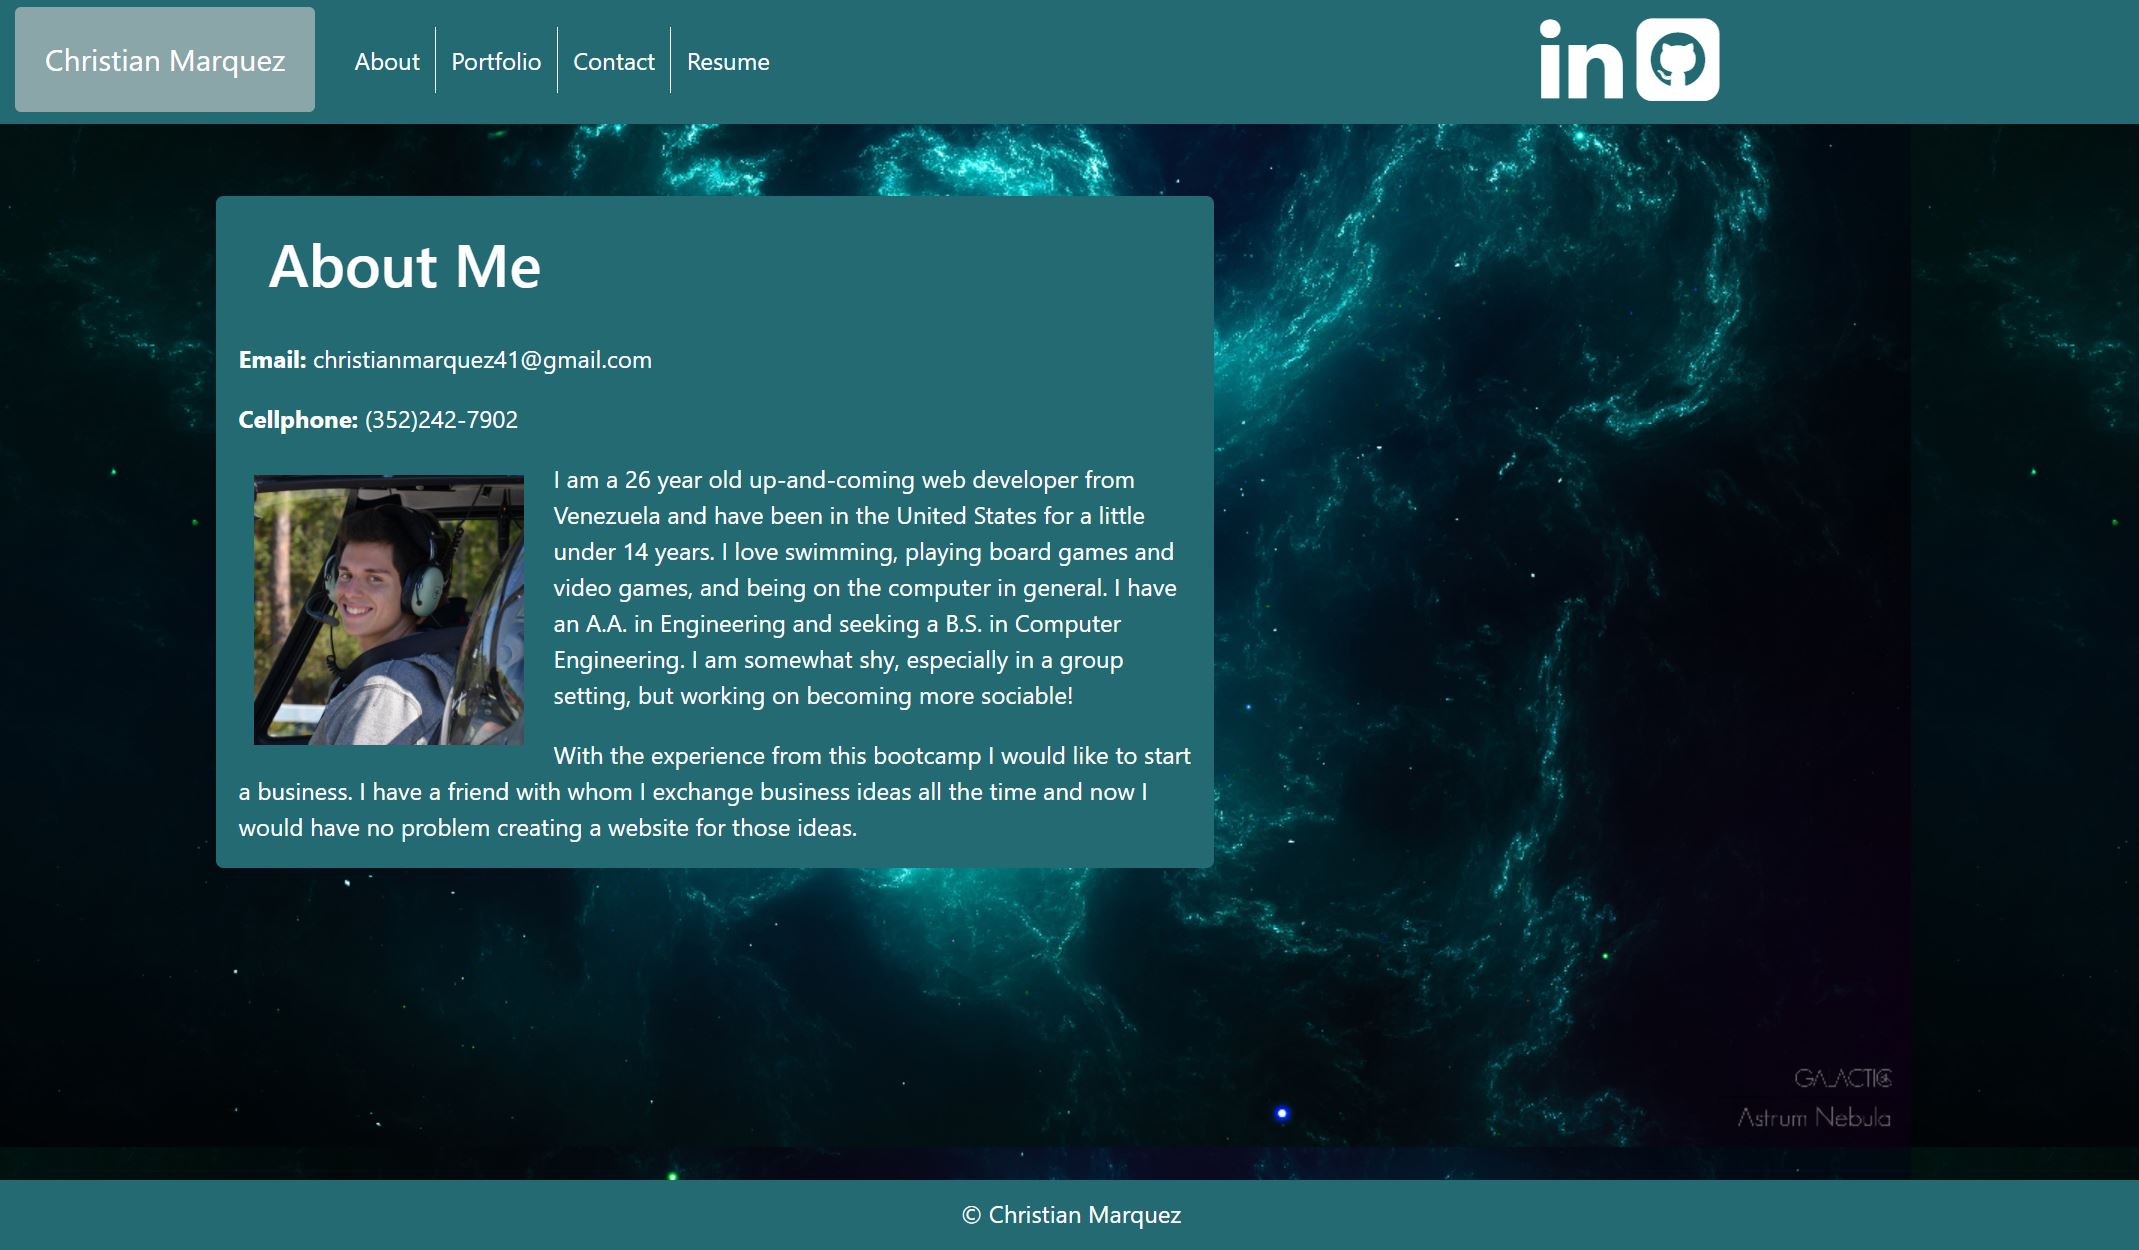 Christian Marquez
About
Portfolio
Contact
Resume
in
About Me
Email: christianmarquez41@gmail.com
Cellphone: (352)242-7902
I am a 26 year old up-and-coming web developer from
Venezuela and have been in the United States for a little
under 14 years. I love swimming, playing board games and
video games, and being on the computer in general. I have
an A.A. in Engineering and seeking a B.S. in Computer
Engineering. I am somewhat shy, especially in a group
setting, but working on becoming more sociable!
With the experience from this bootcamp I would like to start
a business. I have a friend with whom I exchange business ideas all the time and now I
would have no problem creating a website for those ideas.
GALACTIC
Astrum Nebula
© Christian Marquez